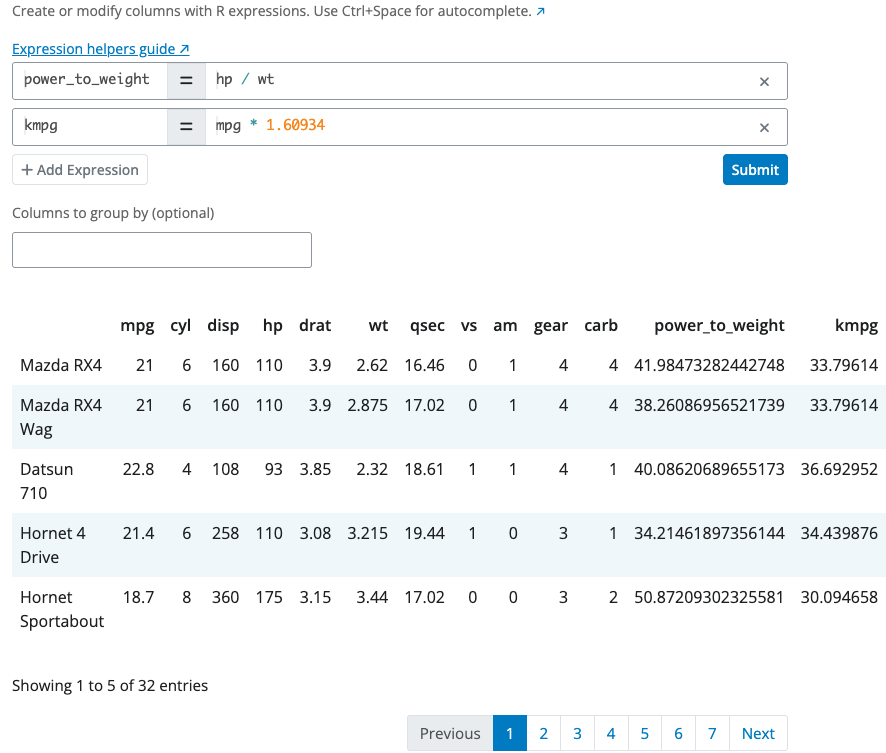 Create or modify columns with R expressions. Use Ctrl+Space for autocomplete. ↗
Expression helpers guide ↗
power_to_weight = hp / wt ×
kmpg = mpg * 1.60934 ×
+ Add Expression Submit
Columns to group by (optional)
mpg cyl disp hp drat wt qsec vs am gear carb power_to_weight kmpg
Mazda RX4 21 6 160 110 3.9 2.62 16.46 0 1 4 4 41.98473282442748 33.79614
Mazda RX4 21 6 160 110 3.9 2.875 17.02 0 1 4 4 38.26086956521739 33.79614
Wag
Datsun 22.8 4 108 93 3.85 2.32 18.61 1 1 4 1 40.08620689655173 36.692952
710
Hornet 4 21.4 6 258 110 3.08 3.215 19.44 1 0 3 1 34.21461897356144 34.439876
Drive
Hornet 18.7 8 360 175 3.15 3.44 17.02 0 0 3 2 50.87209302325581 30.094658
Sportabout
Showing 1 to 5 of 32 entries
Previous 1 2 3 4 5 6 7 Next